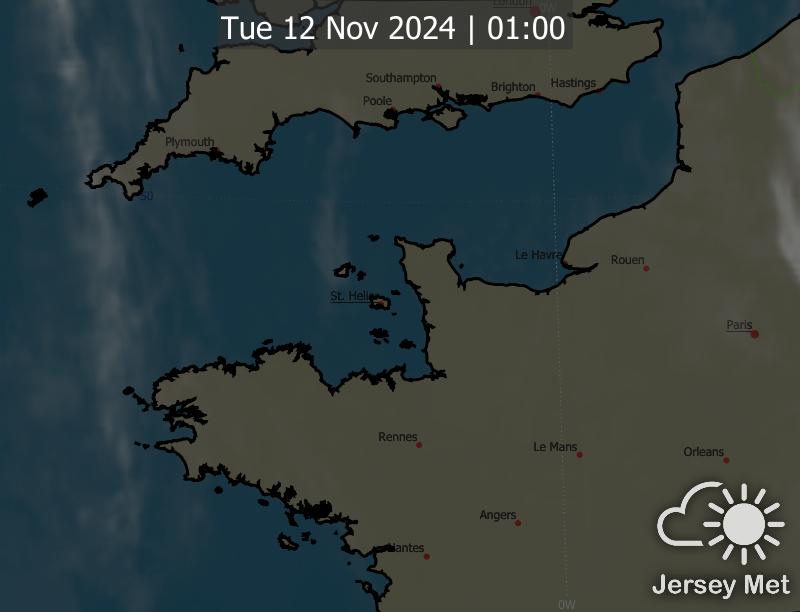 London
0W
Tue 12 Nov 2024 | 01:00
Southampton
Brighton
Hastings
Poole
Plymouth
50
Le Havre
Rouen
St. Helier
Paris
Rennes
Le Mans
Orleans
Angers
Nantes
Jersey Met
0W